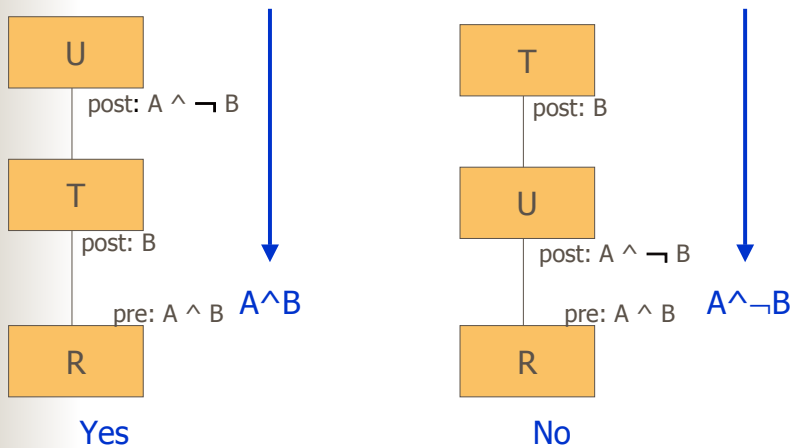 U
post: A ^ ¬ B
T
post: B
pre: A ^ B
A^B
R
Yes
T
post: B
U
post: A ^ ¬ B
pre: A ^ B
A^¬B
R
No